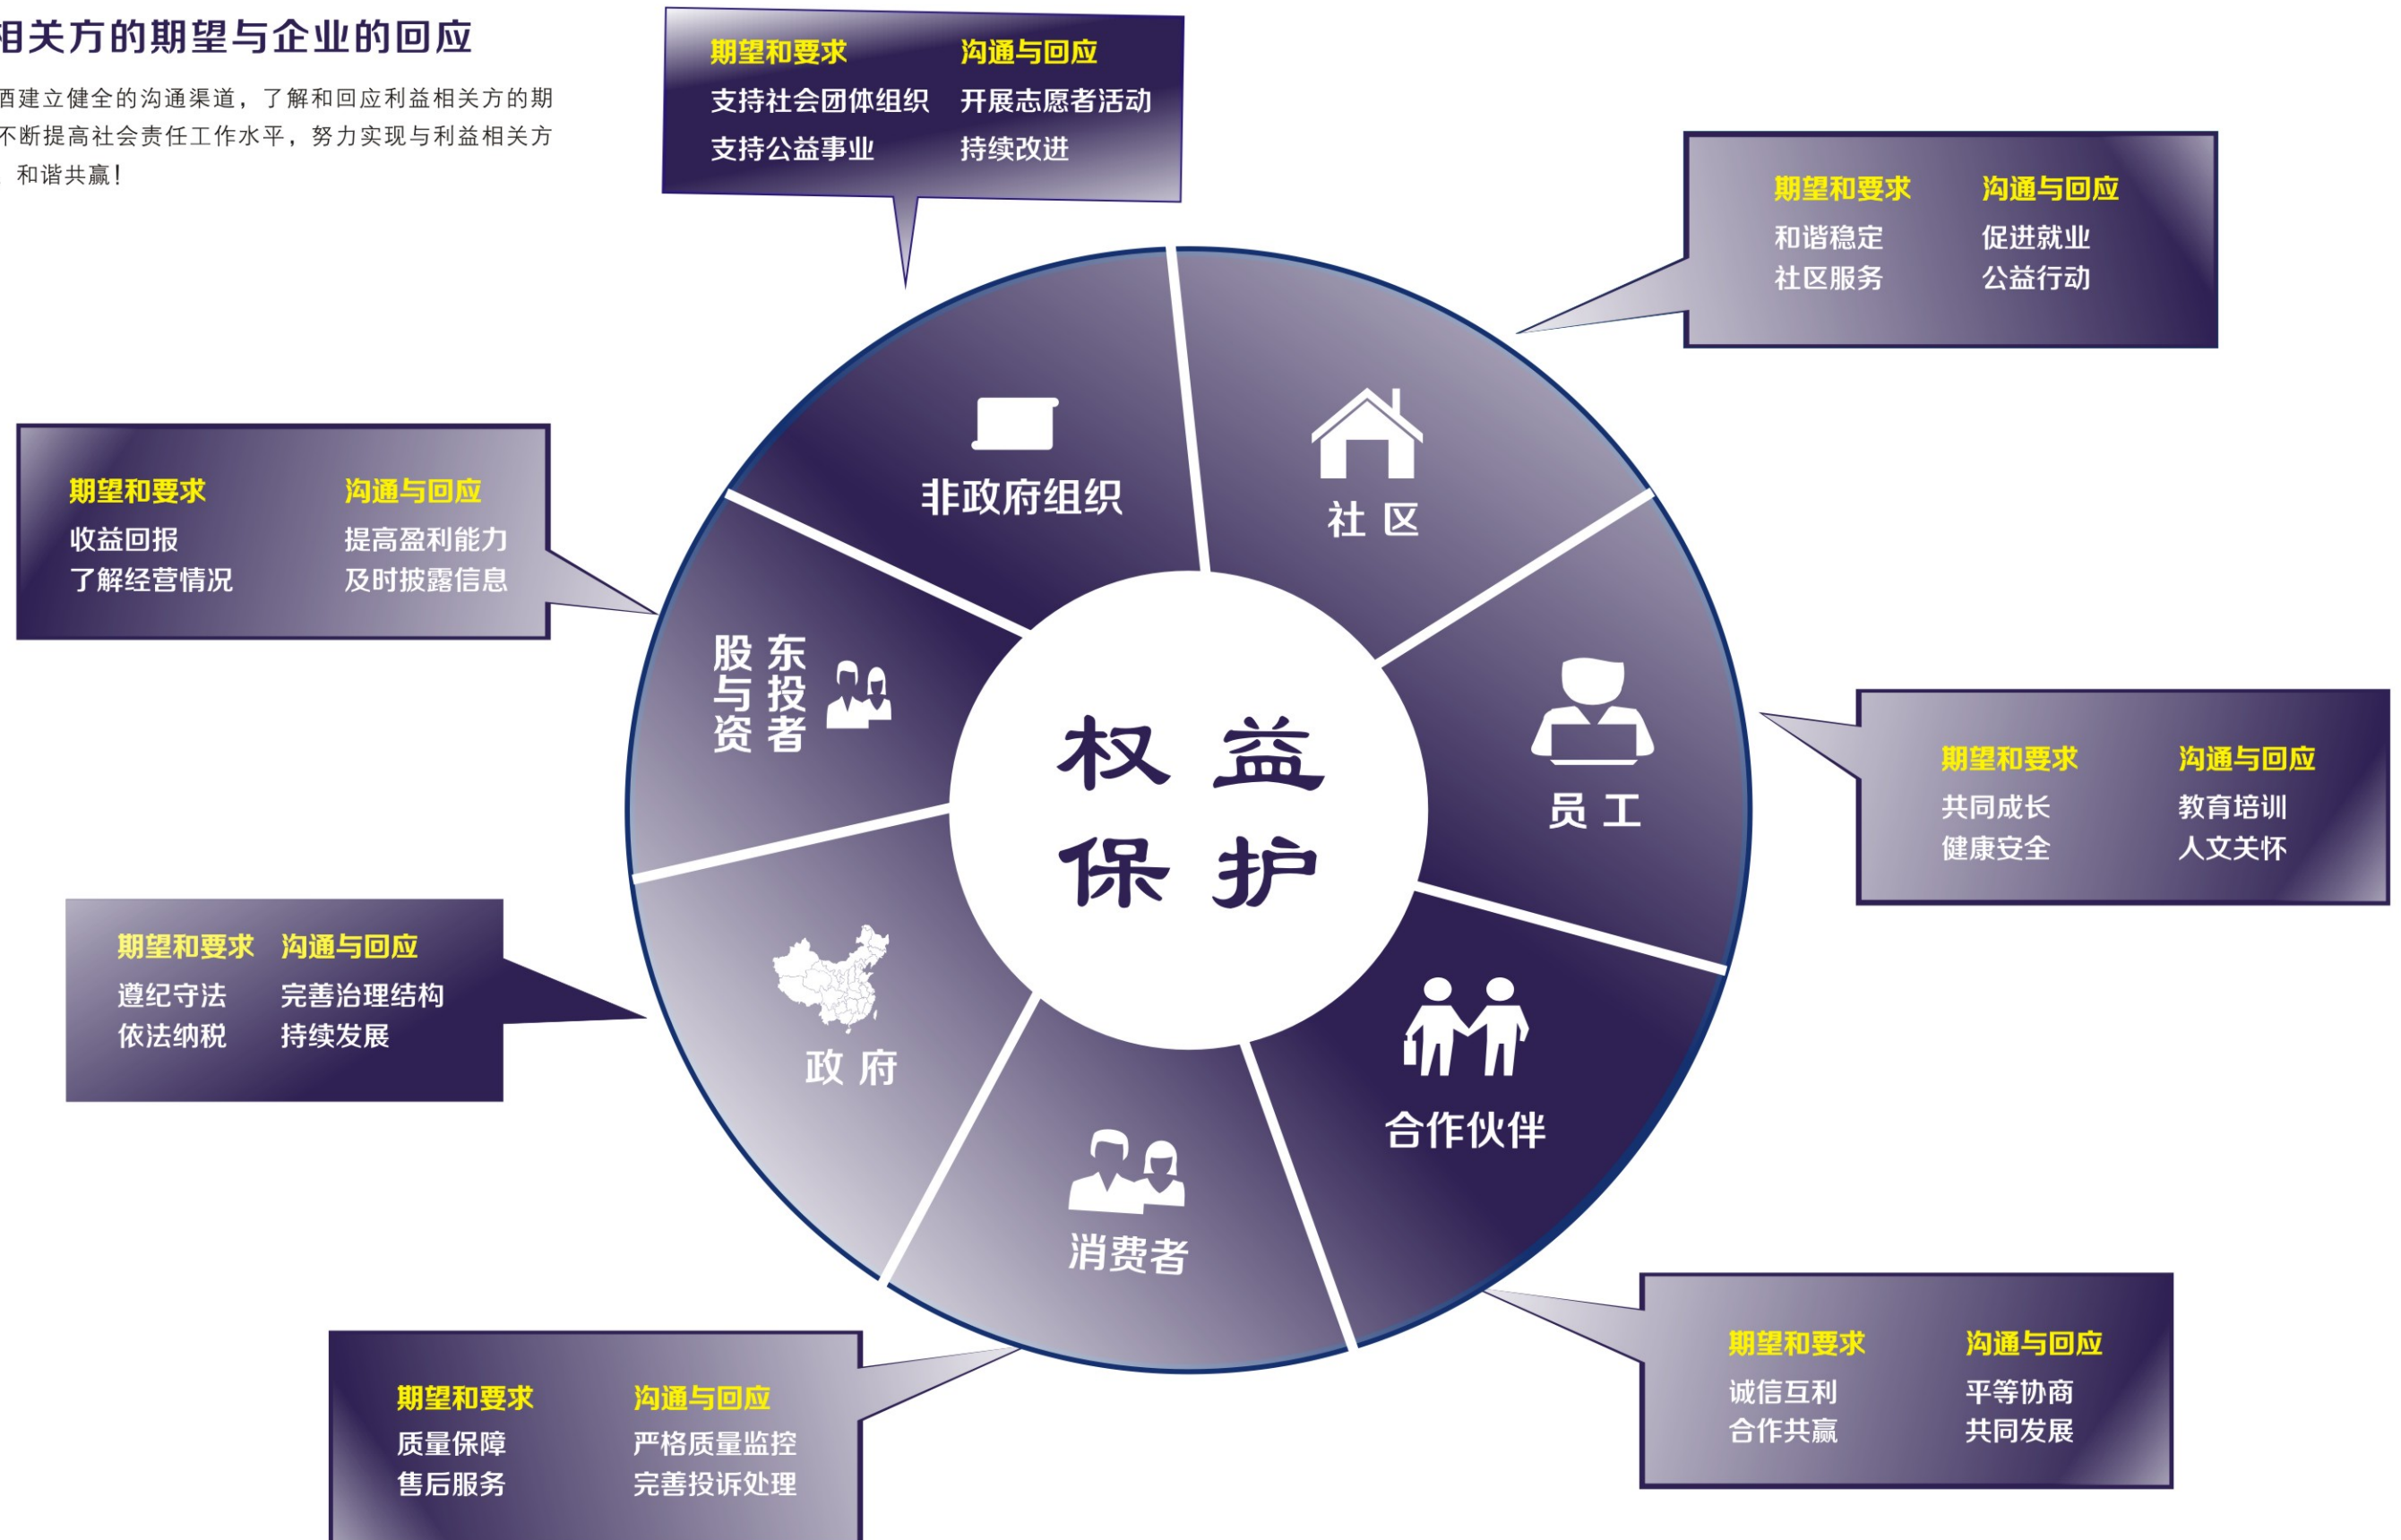 相关方的期望与企业的回应
酒建立健全的沟通渠道，了解和回应利益相关方的期
不断提高社会责任工作水平，努力实现与利益相关方
和谐共赢！
期望和要求 沟通与回应
支持社会团体组织 开展志愿者活动
支持公益事业 持续改进
期望和要求 沟通与回应
和谐稳定 促进就业
社区服务 公益行动
期望和要求 沟通与回应
收益回报 提高盈利能力
了解经营情况 及时披露信息
非政府组织
社区
股东
与投
资者
员工
权益
保护
期望和要求 沟通与回应
共同成长 教育培训
健康安全 人文关怀
期望和要求 沟通与回应
遵纪守法 完善治理结构
依法纳税 持续发展
政府
合作伙伴
消费者
期望和要求 沟通与回应
诚信互利 平等协商
合作共赢 共同发展
期望和要求 沟通与回应
质量保障 严格质量监控
售后服务 完善投诉处理